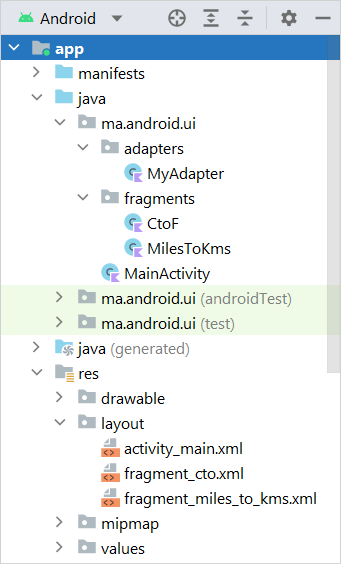 Android
app
manifests
java
ma.android.ui
adapters
MyAdapter
fragments
CtoF
MilesToKms
MainActivity
ma.android.ui (androidTest)
ma.android.ui (test)
java (generated)
res
drawable
layout
activity_main.xml
fragment_cto.xml
fragment_miles_to_kms.xml
mipmap
values